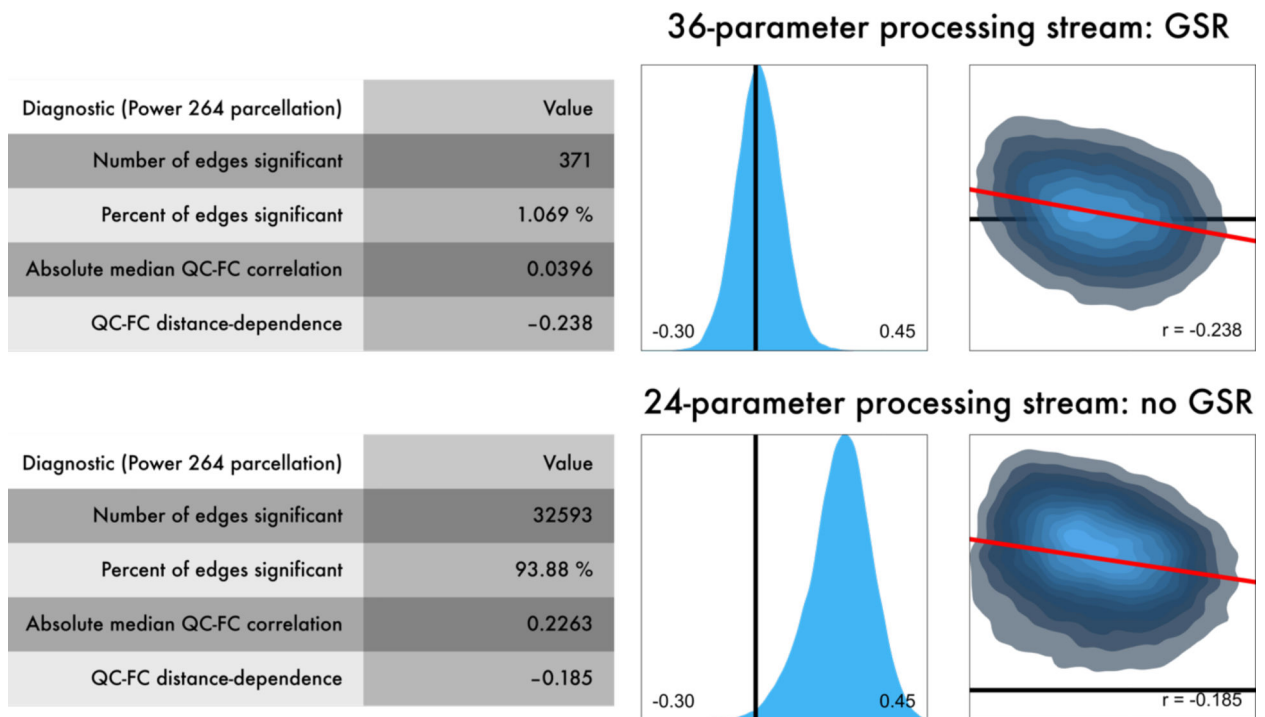 36-parameter processing stream: GSR
Diagnostic (Power 264 parcellation) Value
Number of edges significant 371
Percent of edges significant 1.069 %
Absolute median QC-FC correlation 0.0396
QC-FC distance-dependence –0.238
-0.30 0.45
r = -0.238
24-parameter processing stream: no GSR
Diagnostic (Power 264 parcellation) Value
Number of edges significant 32593
Percent of edges significant 93.88 %
Absolute median QC-FC correlation 0.2263
QC-FC distance-dependence –0.185
-0.30 0.45
r = -0.185